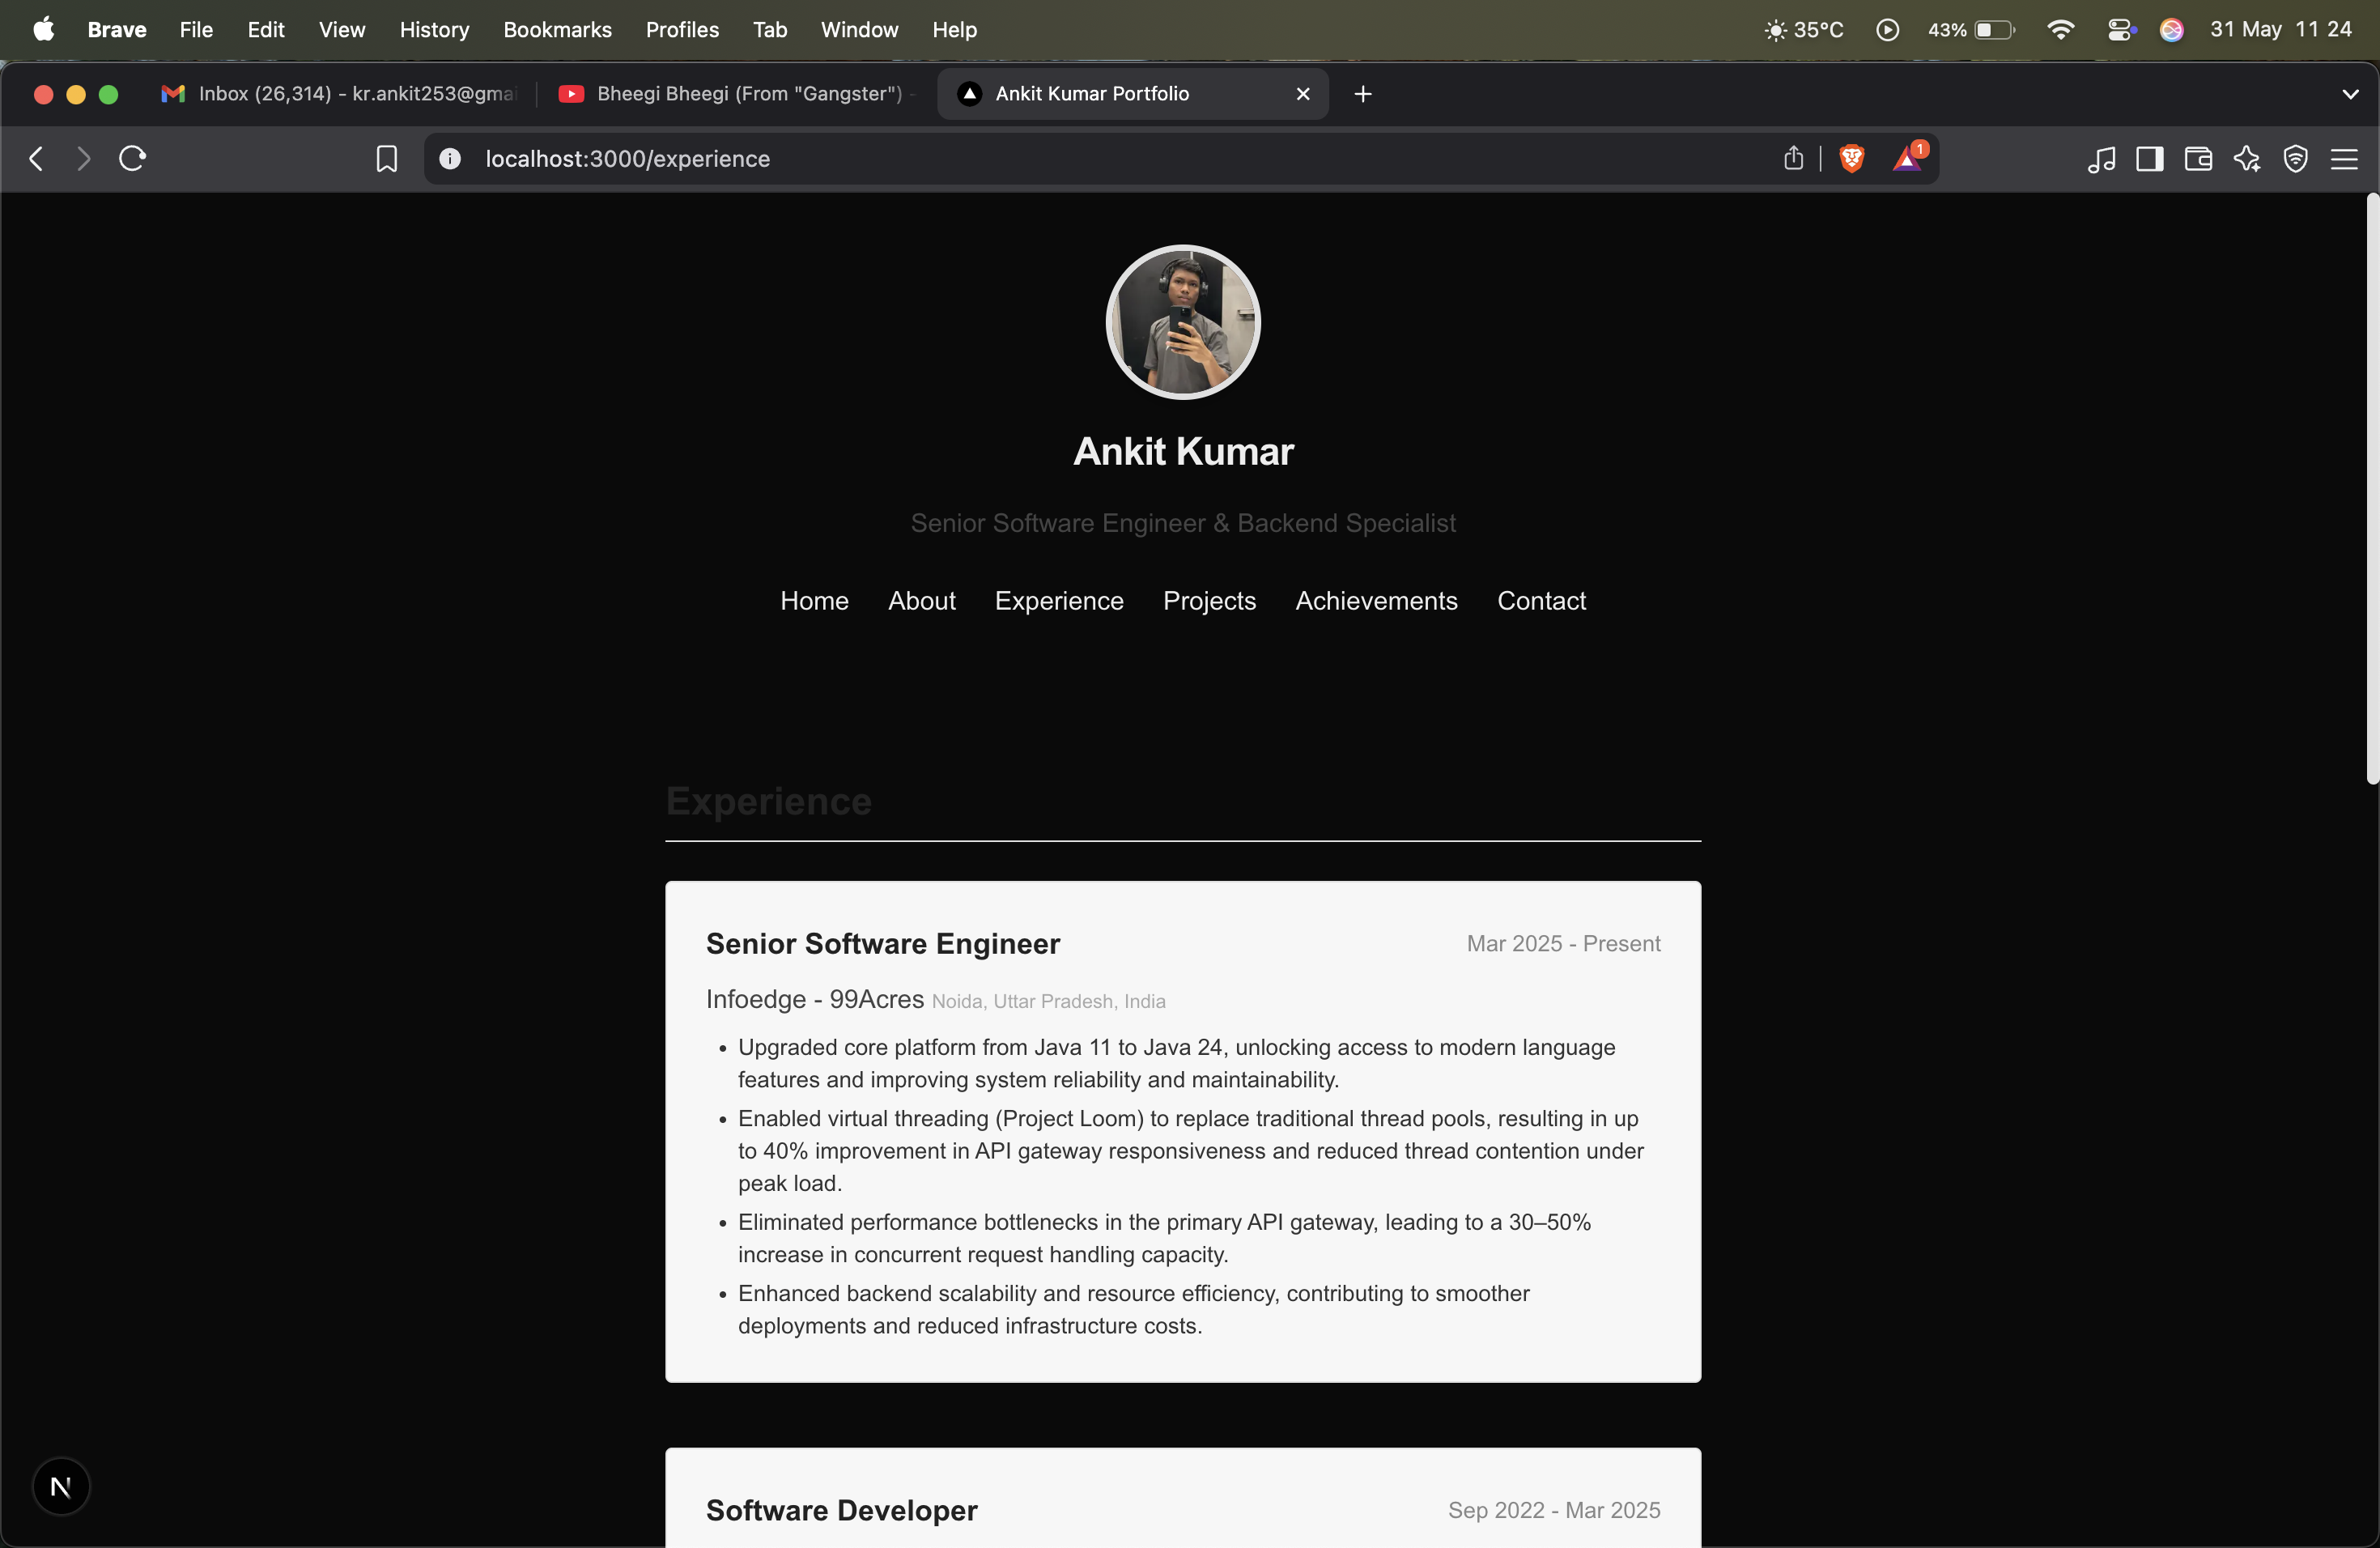 Brave File Edit View History Bookmarks Profiles Tab Window Help 35°C 43% 31 May 11 24
Inbox (26,314) - kr.ankit253@gmai Bheegi Bheegi (From "Gangster") - Ankit Kumar Portfolio
localhost:3000/experience 1
Ankit Kumar
Senior Software Engineer & Backend Specialist
Home About Experience Projects Achievements Contact
Experience
Senior Software Engineer Mar 2025 - Present
Infoedge - 99Acres Noida, Uttar Pradesh, India
• Upgraded core platform from Java 11 to Java 24, unlocking access to modern language
features and improving system reliability and maintainability.
• Enabled virtual threading (Project Loom) to replace traditional thread pools, resulting in up
to 40% improvement in API gateway responsiveness and reduced thread contention under
peak load.
• Eliminated performance bottlenecks in the primary API gateway, leading to a 30–50%
increase in concurrent request handling capacity.
• Enhanced backend scalability and resource efficiency, contributing to smoother
deployments and reduced infrastructure costs.
N
Software Developer Sep 2022 - Mar 2025